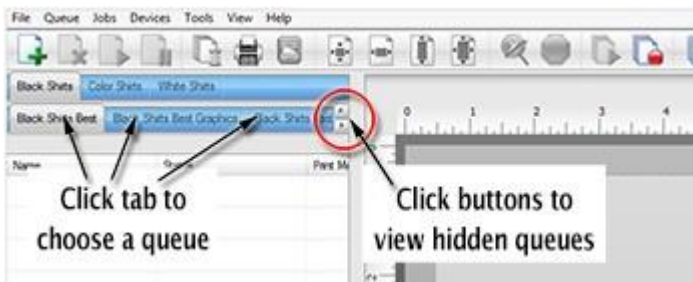 File Queue Jobs Devices Tools View Help
Black Shirts Color Shirts White Shirts
Black Shirts Best Black Shirts Best Graphics Black Shirts
0 1 2 3 4
Name Print Mo
Click tab to
choose a queue
Click buttons to
view hidden queues
2